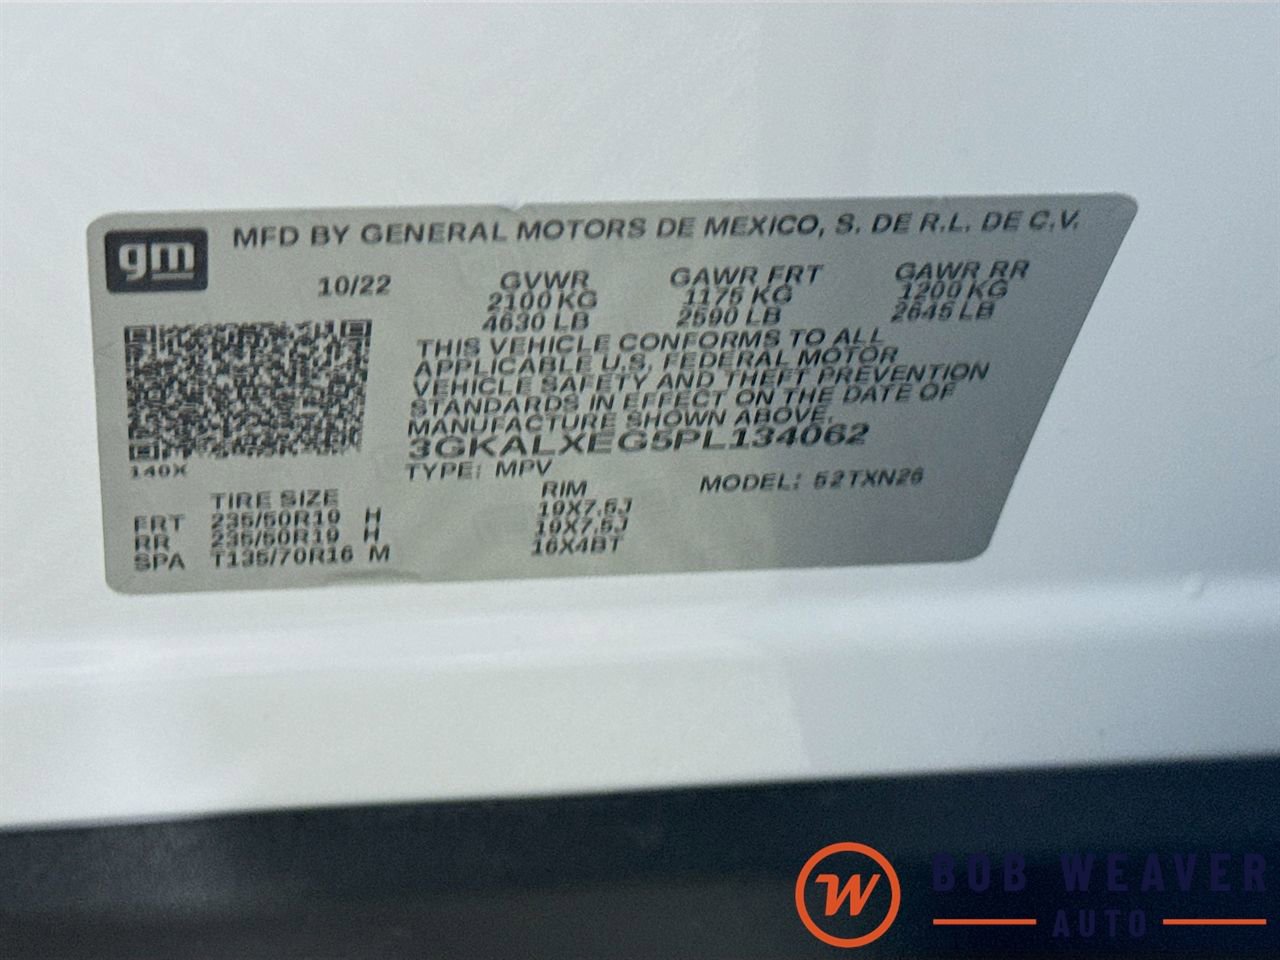 gm MFD BY GENERAL MOTORS DE MEXICO, S. DE R.L. DE C.V.
10/22 GVWR GAWR FRT GAWR RR
2100 KG 1175 KG 1200 KG
4630 LB 2590 LB 2645 LB
THIS VEHICLE CONFORMS TO ALL
APPLICABLE U.S. FEDERAL MOTOR
VEHICLE SAFETY AND THEFT PREVENTION
STANDARDS IN EFFECT ON THE DATE OF
MANUFACTURE SHOWN ABOVE.
3GKALXEG5PL134062
140X TYPE: MPV MODEL: 52TXN26
TIRE SIZE RIM
FRT 235/50R19 H 19X7.5J
RR 235/50R19 H 19X7.5J
SPA T135/70R16 M 16X4BT
W BOB WEAVER
AUTO